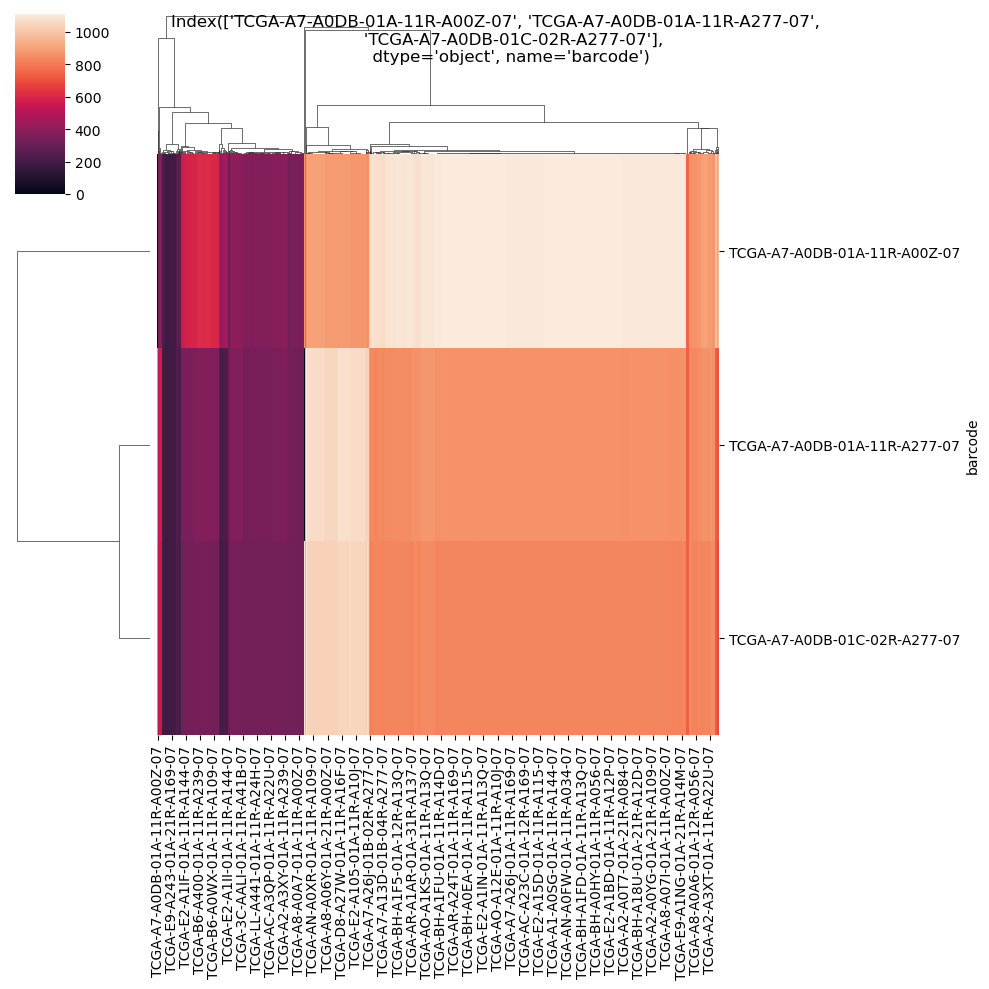 Index(['TCGA-A7-A0DB-01A-11R-A00Z-07', 'TCGA-A7-A0DB-01A-11R-A277-07',
'TCGA-A7-A0DB-01C-02R-A277-07'],
dtype='object', name='barcode')
1000
800
600
400
200
0
TCGA-A7-A0DB-01A-11R-A00Z-07
TCGA-A7-A0DB-01A-11R-A277-07
TCGA-A7-A0DB-01C-02R-A277-07
barcode
TCGA-A7-A0DB-01A-11R-A00Z-07
TCGA-E9-A243-01A-21R-A169-07
TCGA-E2-A1IF-01A-11R-A144-07
TCGA-B6-A400-01A-11R-A239-07
TCGA-B6-A0WX-01A-11R-A109-07
TCGA-E2-A1II-01A-11R-A144-07
TCGA-3C-AALI-01A-11R-A41B-07
TCGA-LL-A441-01A-11R-A24H-07
TCGA-AC-A3QP-01A-11R-A22U-07
TCGA-A2-A3XY-01A-11R-A239-07
TCGA-A8-A0A7-01A-11R-A00Z-07
TCGA-AN-A0XR-01A-11R-A109-07
TCGA-A8-A06Y-01A-21R-A00Z-07
TCGA-D8-A27W-01A-11R-A16F-07
TCGA-E2-A105-01A-11R-A10J-07
TCGA-A7-A26J-01B-02R-A277-07
TCGA-A7-A13D-01B-04R-A277-07
TCGA-BH-A1F5-01A-12R-A13Q-07
TCGA-AR-A1AR-01A-31R-A137-07
TCGA-AO-A1KS-01A-11R-A13Q-07
TCGA-BH-A1FU-01A-11R-A14D-07
TCGA-AR-A24T-01A-11R-A169-07
TCGA-BH-A0EA-01A-11R-A115-07
TCGA-E2-A1IN-01A-11R-A13Q-07
TCGA-AO-A12E-01A-11R-A10J-07
TCGA-A7-A26J-01A-11R-A169-07
TCGA-AC-A23C-01A-12R-A169-07
TCGA-E2-A15D-01A-11R-A115-07
TCGA-A1-A0SG-01A-11R-A144-07
TCGA-AN-A0FW-01A-11R-A034-07
TCGA-BH-A1FD-01A-11R-A13Q-07
TCGA-BH-A0HY-01A-11R-A056-07
TCGA-E2-A1BD-01A-11R-A12P-07
TCGA-A2-A0T7-01A-21R-A084-07
TCGA-BH-A18U-01A-21R-A12D-07
TCGA-A2-A0YG-01A-21R-A109-07
TCGA-A8-A07I-01A-11R-A00Z-07
TCGA-E9-A1NG-01A-21R-A14M-07
TCGA-A8-A0A6-01A-12R-A056-07
TCGA-A2-A3XT-01A-11R-A22U-07